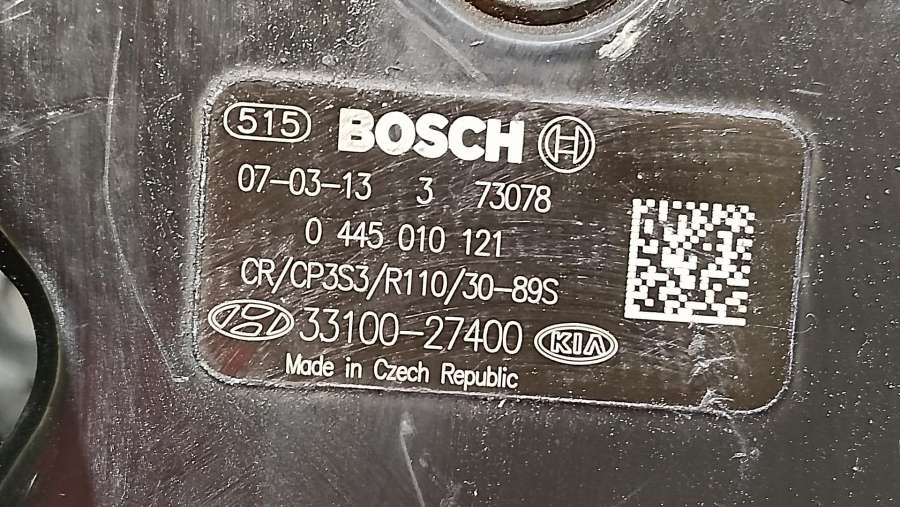 515 BOSCH
07-03-13 3 73078
0 445 010 121
CR/CP3S3/R110/30-89S
33100-27400 KIA
Made in Czech Republic